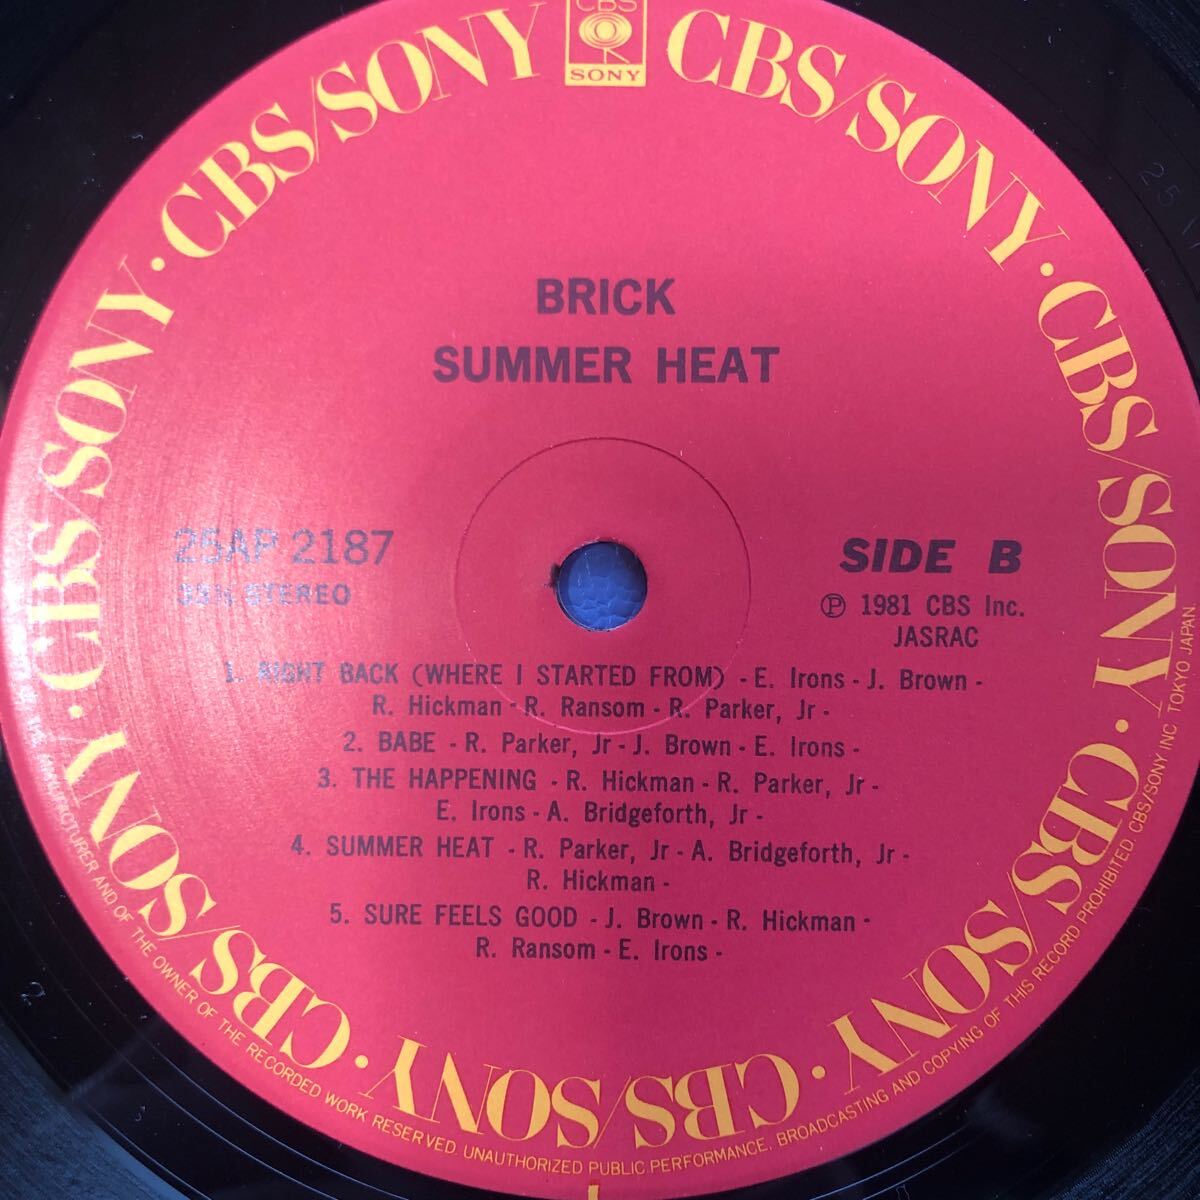 CBS
SONY
CBS/SONY · CBS/SONY · CBS/SONY · CBS/SONY · CBS/SONY · CBS/SONY · CBS/SONY · CBS/SONY
BRICK
SUMMER HEAT
25AP 2187
33⅓ STEREO
SIDE B
Ⓟ 1981 CBS Inc.
JASRAC
1. RIGHT BACK (WHERE I STARTED FROM) - E. Irons - J. Brown -
R. Hickman - R. Ransom - R. Parker, Jr -
2. BABE - R. Parker, Jr - J. Brown - E. Irons -
3. THE HAPPENING - R. Hickman - R. Parker, Jr -
E. Irons - A. Bridgeforth, Jr -
4. SUMMER HEAT - R. Parker, Jr - A. Bridgeforth, Jr -
R. Hickman -
5. SURE FEELS GOOD - J. Brown - R. Hickman -
R. Ransom - E. Irons -
MANUFACTURER AND OF THE OWNER OF THE RECORDED WORK RESERVED. UNAUTHORIZED PUBLIC PERFORMANCE, BROADCASTING AND COPYING OF THIS RECORD PROHIBITED. CBS/SONY INC. TOKYO JAPAN